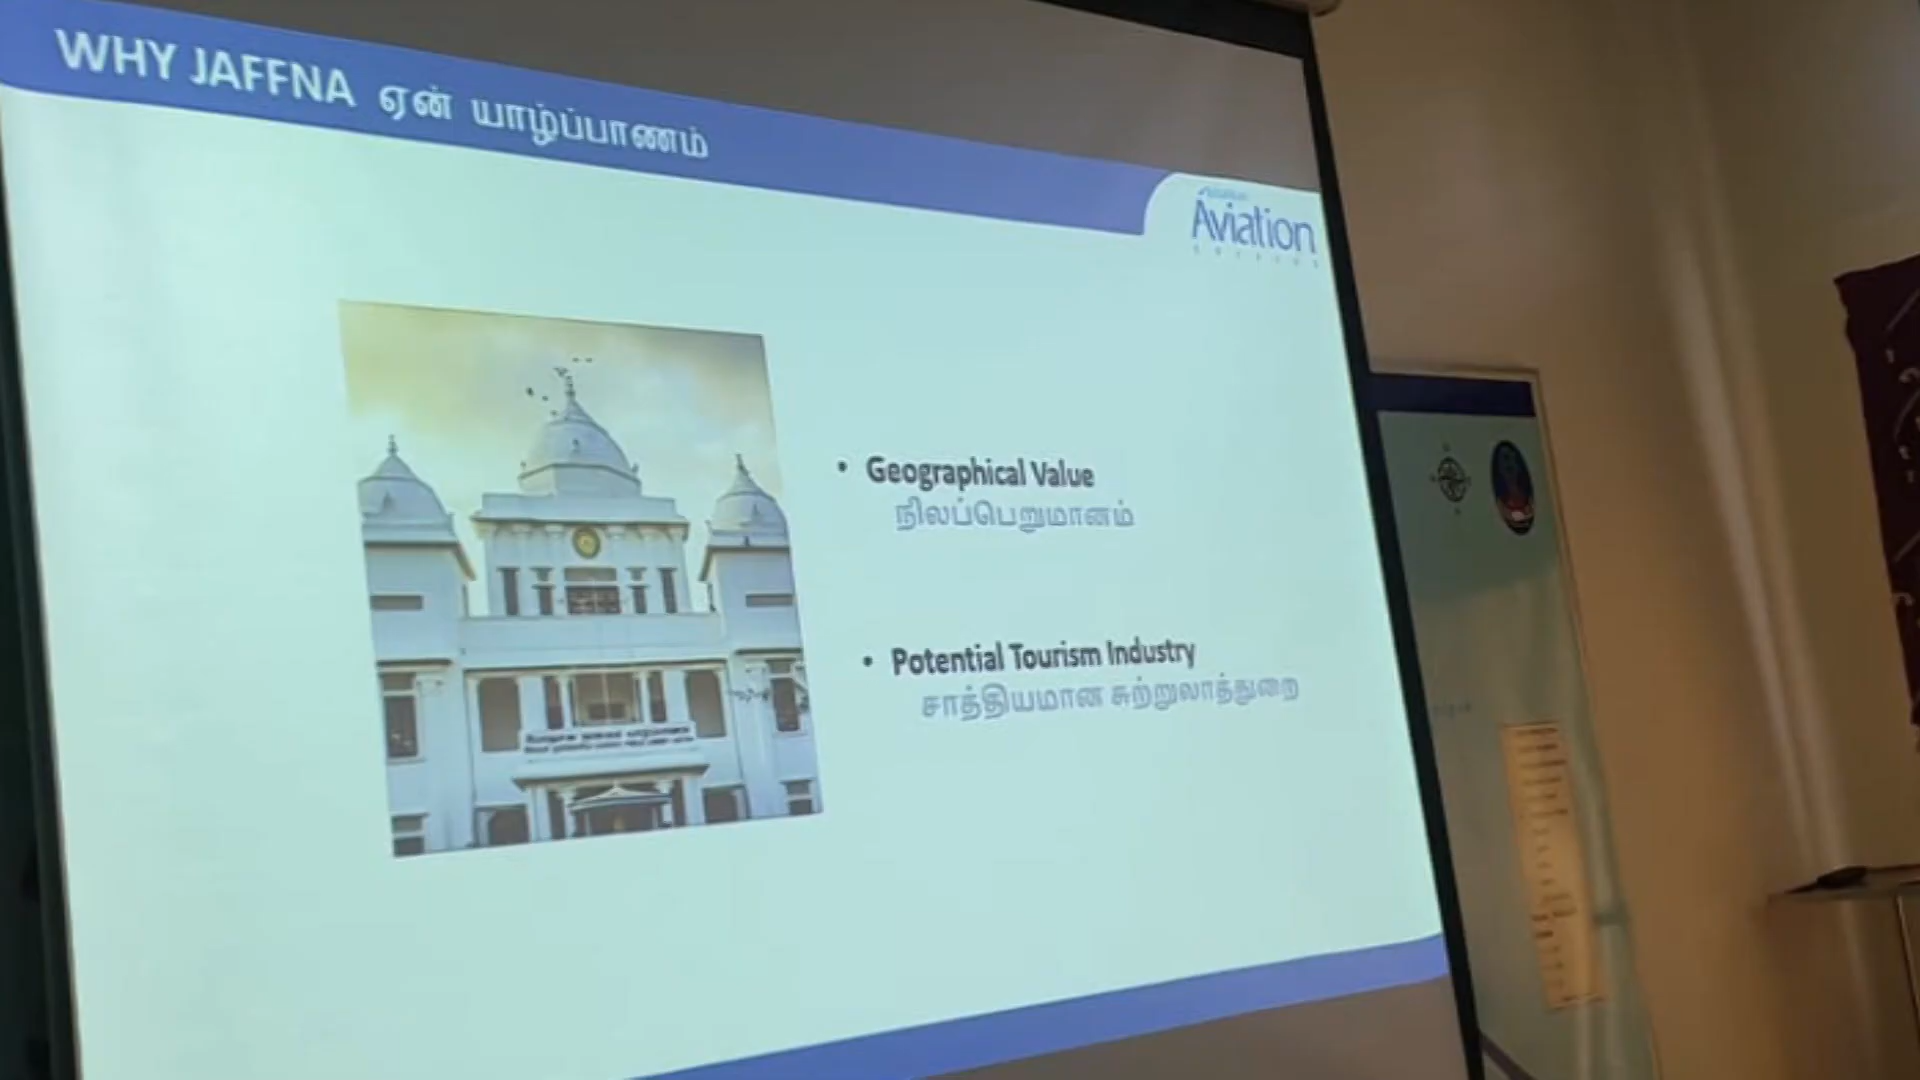 WHY JAFFNA ஏன் யாழ்ப்பாணம்
Aviation
• Geographical Value
நிலப்பெறுமானம்
• Potential Tourism Industry
சாத்தியமான சுற்றுலாத்துறை